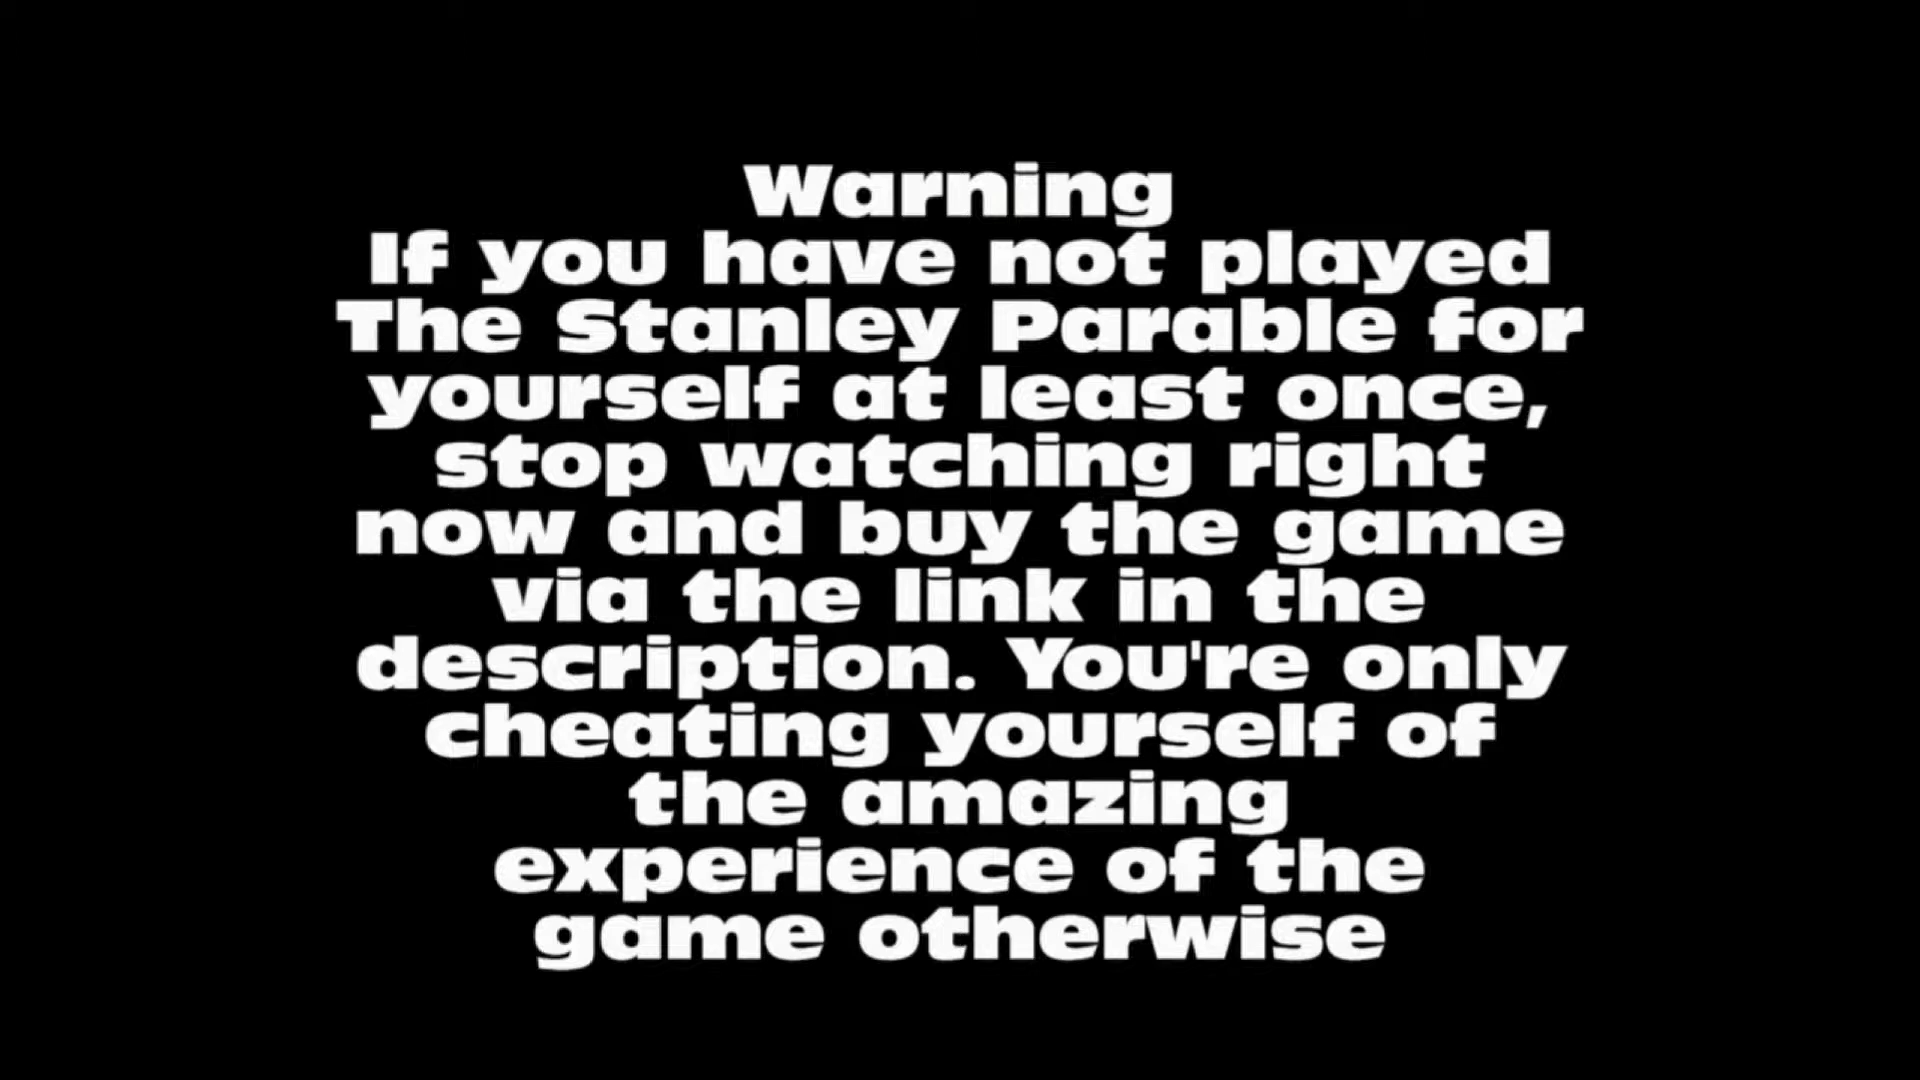 Warning
If you have not played
The Stanley Parable for
yourself at least once,
stop watching right
now and buy the game
via the link in the
description. You're only
cheating yourself of
the amazing
experience of the
game otherwise